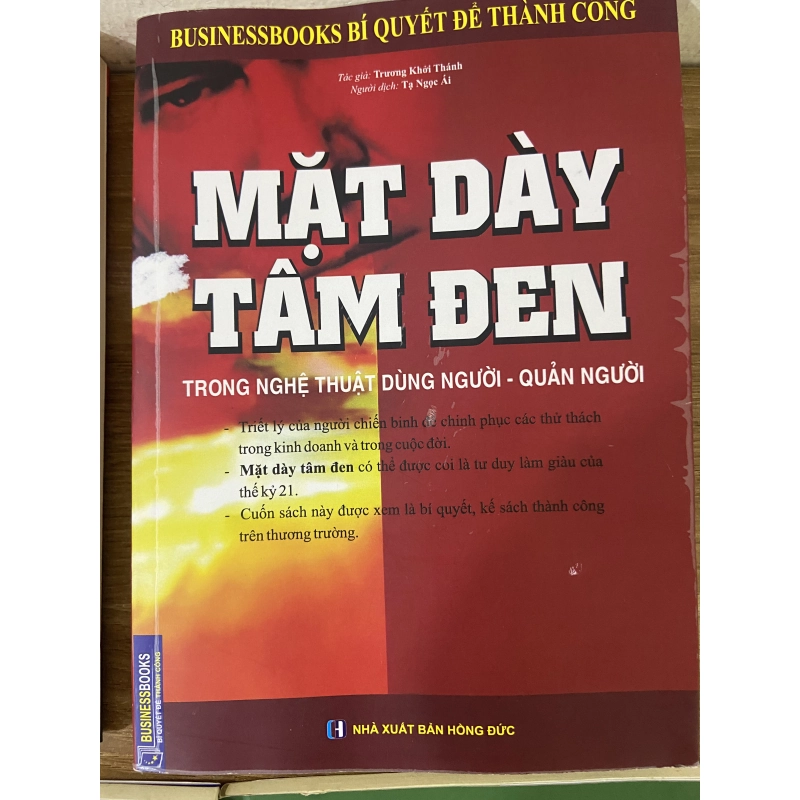 BUSINESSBOOKS BÍ QUYẾT ĐỂ THÀNH CÔNG
Tác giả: Trương Khởi Thánh
Người dịch: Tạ Ngọc Ái
MẶT DÀY
TÂM ĐEN
TRONG NGHỆ THUẬT DÙNG NGƯỜI - QUẢN NGƯỜI
- Triết lý của người chiến binh để chinh phục các thử thách
trong kinh doanh và trong cuộc đời.
- Mặt dày tâm đen có thể được coi là tư duy làm giàu của
thế kỷ 21.
- Cuốn sách này được xem là bí quyết, kế sách thành công
trên thương trường.
BUSINESSBOOKS
BÍ QUYẾT ĐỂ THÀNH CÔNG
NHÀ XUẤT BẢN HỒNG ĐỨC